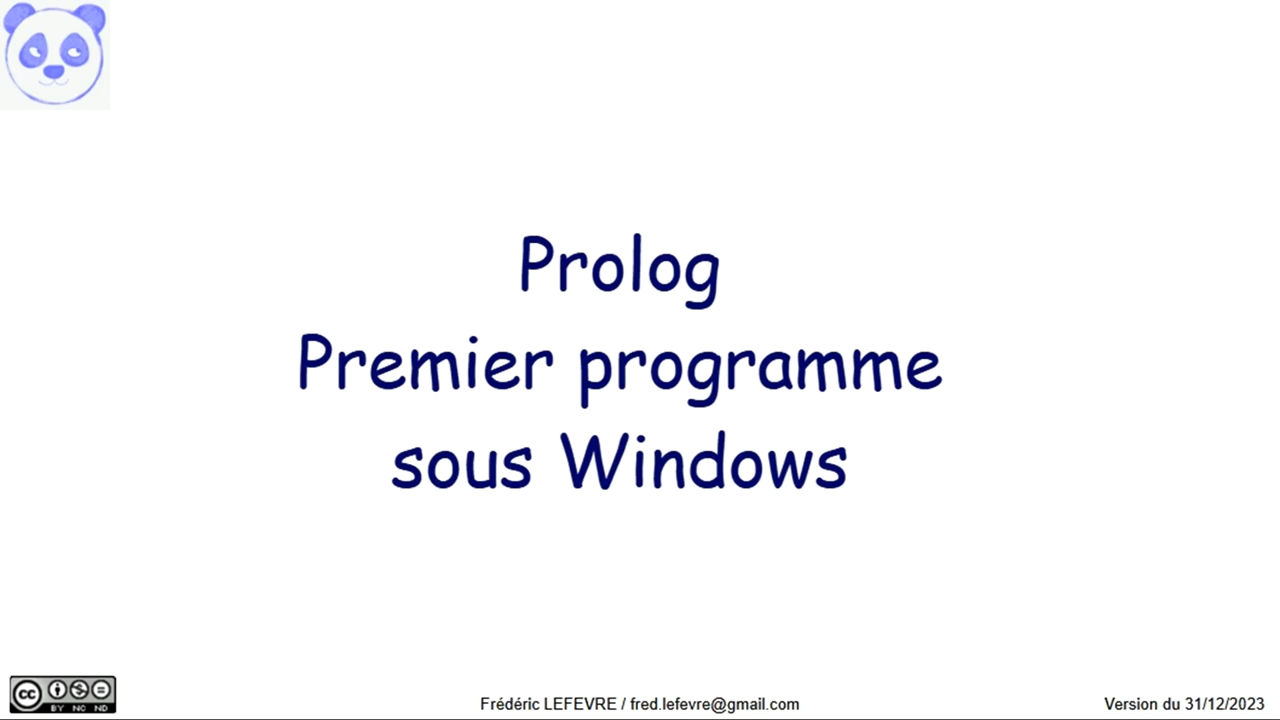 Prolog
Premier programme
sous Windows
cc
BY NC ND
Frédéric LEFEVRE / fred.lefevre@gmail.com
Version du 31/12/2023